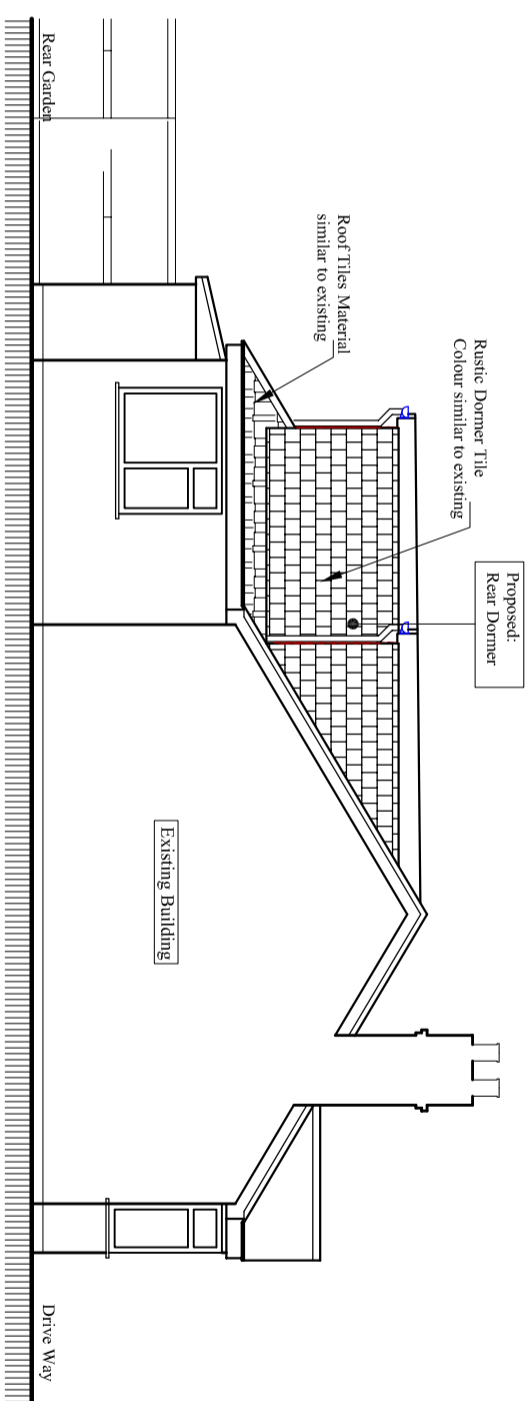 Proposed:
Rear Dormer
Rustic Dormer Tile
Colour similar to existing
Roof Tiles Material
similar to existing
Existing Building
Rear Garden
Drive Way